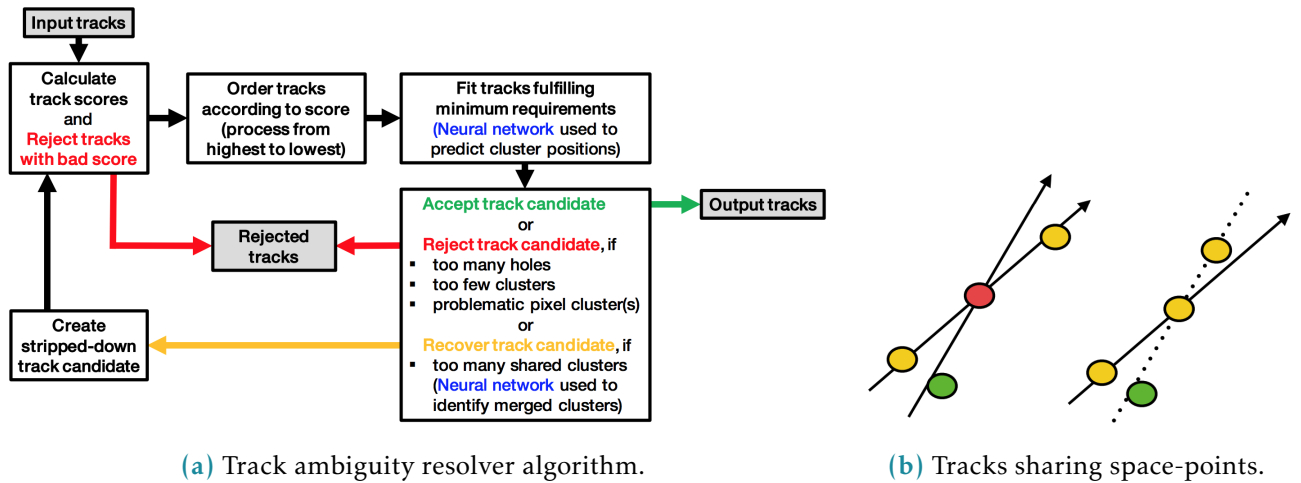 Input tracks
Calculate
track scores
and
Reject tracks
with bad score
Order tracks
according to score
(process from
highest to lowest)
Fit tracks fulfilling
minimum requirements
(Neural network used to
predict cluster positions)
Accept track candidate
or
Reject track candidate, if
▪ too many holes
▪ too few clusters
▪ problematic pixel cluster(s)
or
Recover track candidate, if
▪ too many shared clusters
(Neural network used to
identify merged clusters)
Output tracks
Rejected
tracks
Create
stripped-down
track candidate
(a) Track ambiguity resolver algorithm.
(b) Tracks sharing space-points.